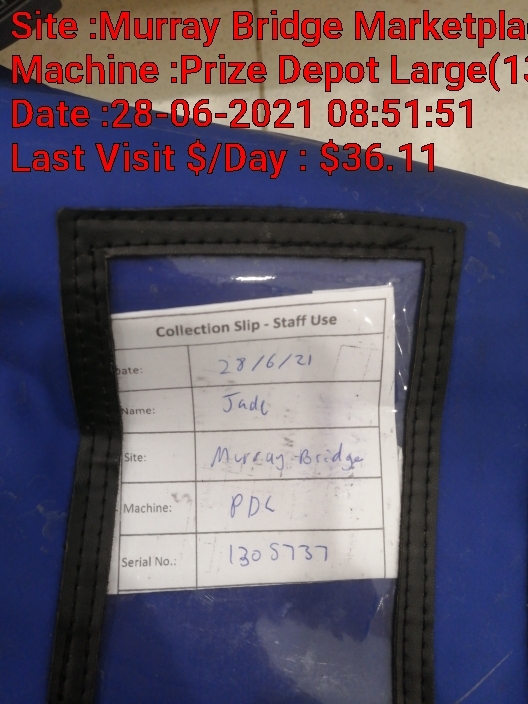 Site :Murray Bridge Marketpla
Machine :Prize Depot Large(13
Date :28-06-2021 08:51:51
Last Visit $/Day : $36.11
Collection Slip - Staff Use
Date: 28/6/21
Name: Jade
Site: Murray Bridge
Machine: PDL
Serial No.: 1305737